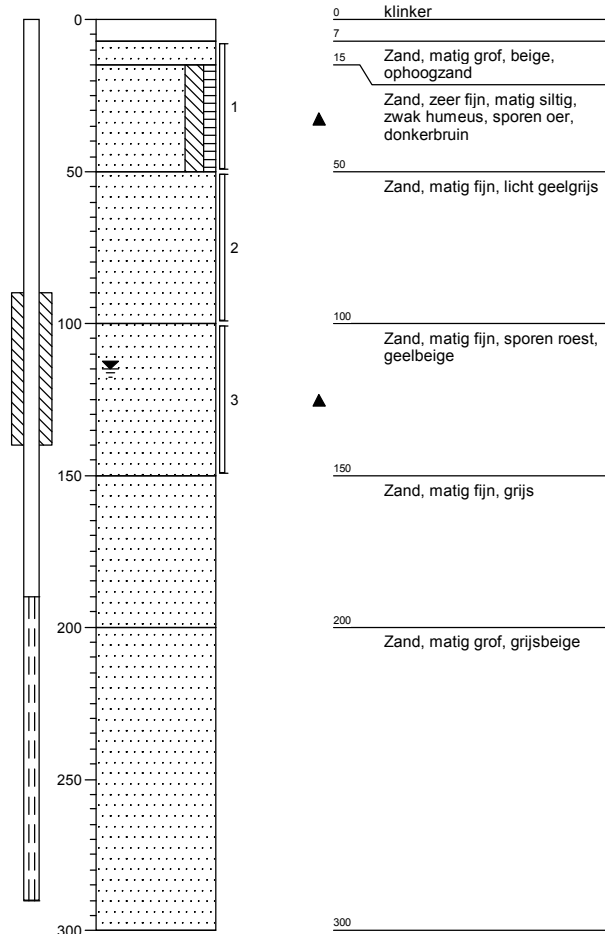 0
50
100
150
200
250
300
1
2
3
0 klinker
7
15 Zand, matig grof, beige,
ophoogzand
Zand, zeer fijn, matig siltig,
zwak humeus, sporen oer,
donkerbruin
50
Zand, matig fijn, licht geelgrijs
100
Zand, matig fijn, sporen roest,
geelbeige
150
Zand, matig fijn, grijs
200
Zand, matig grof, grijsbeige
300